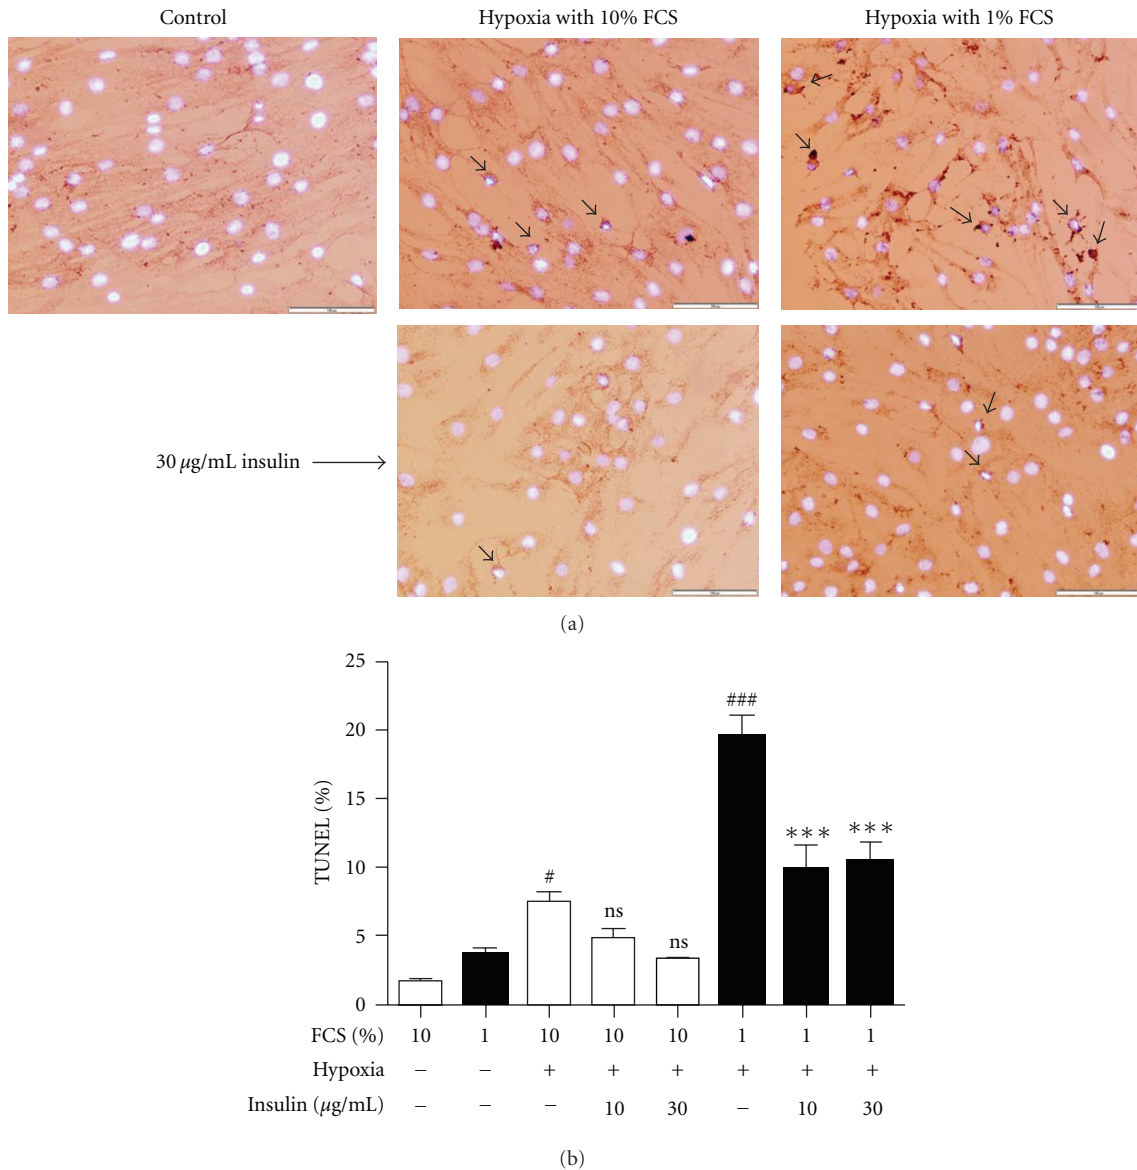 Control Hypoxia with 10% FCS Hypoxia with 1% FCS
30 µg/mL insulin
(a)
25
20
15
10
5
0
TUNEL (%)
###
∗∗∗ ∗∗∗
#
ns
ns
FCS (%) 10 1 10 10 10 1 1 1
Hypoxia − − + + + + + +
Insulin (µg/mL) − − − 10 30 − 10 30
(b)